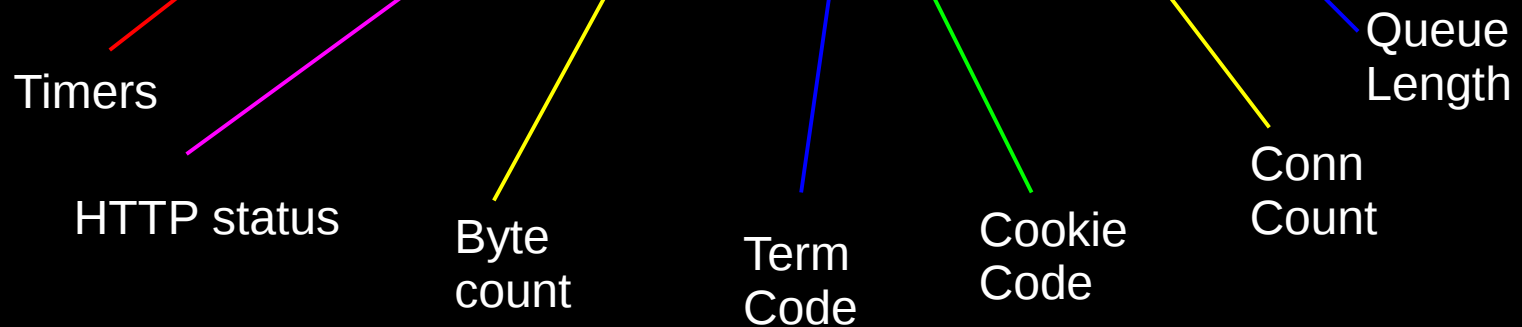 Timers
HTTP status
Byte
count
Term
Code
Cookie
Code
Conn
Count
Queue
Length